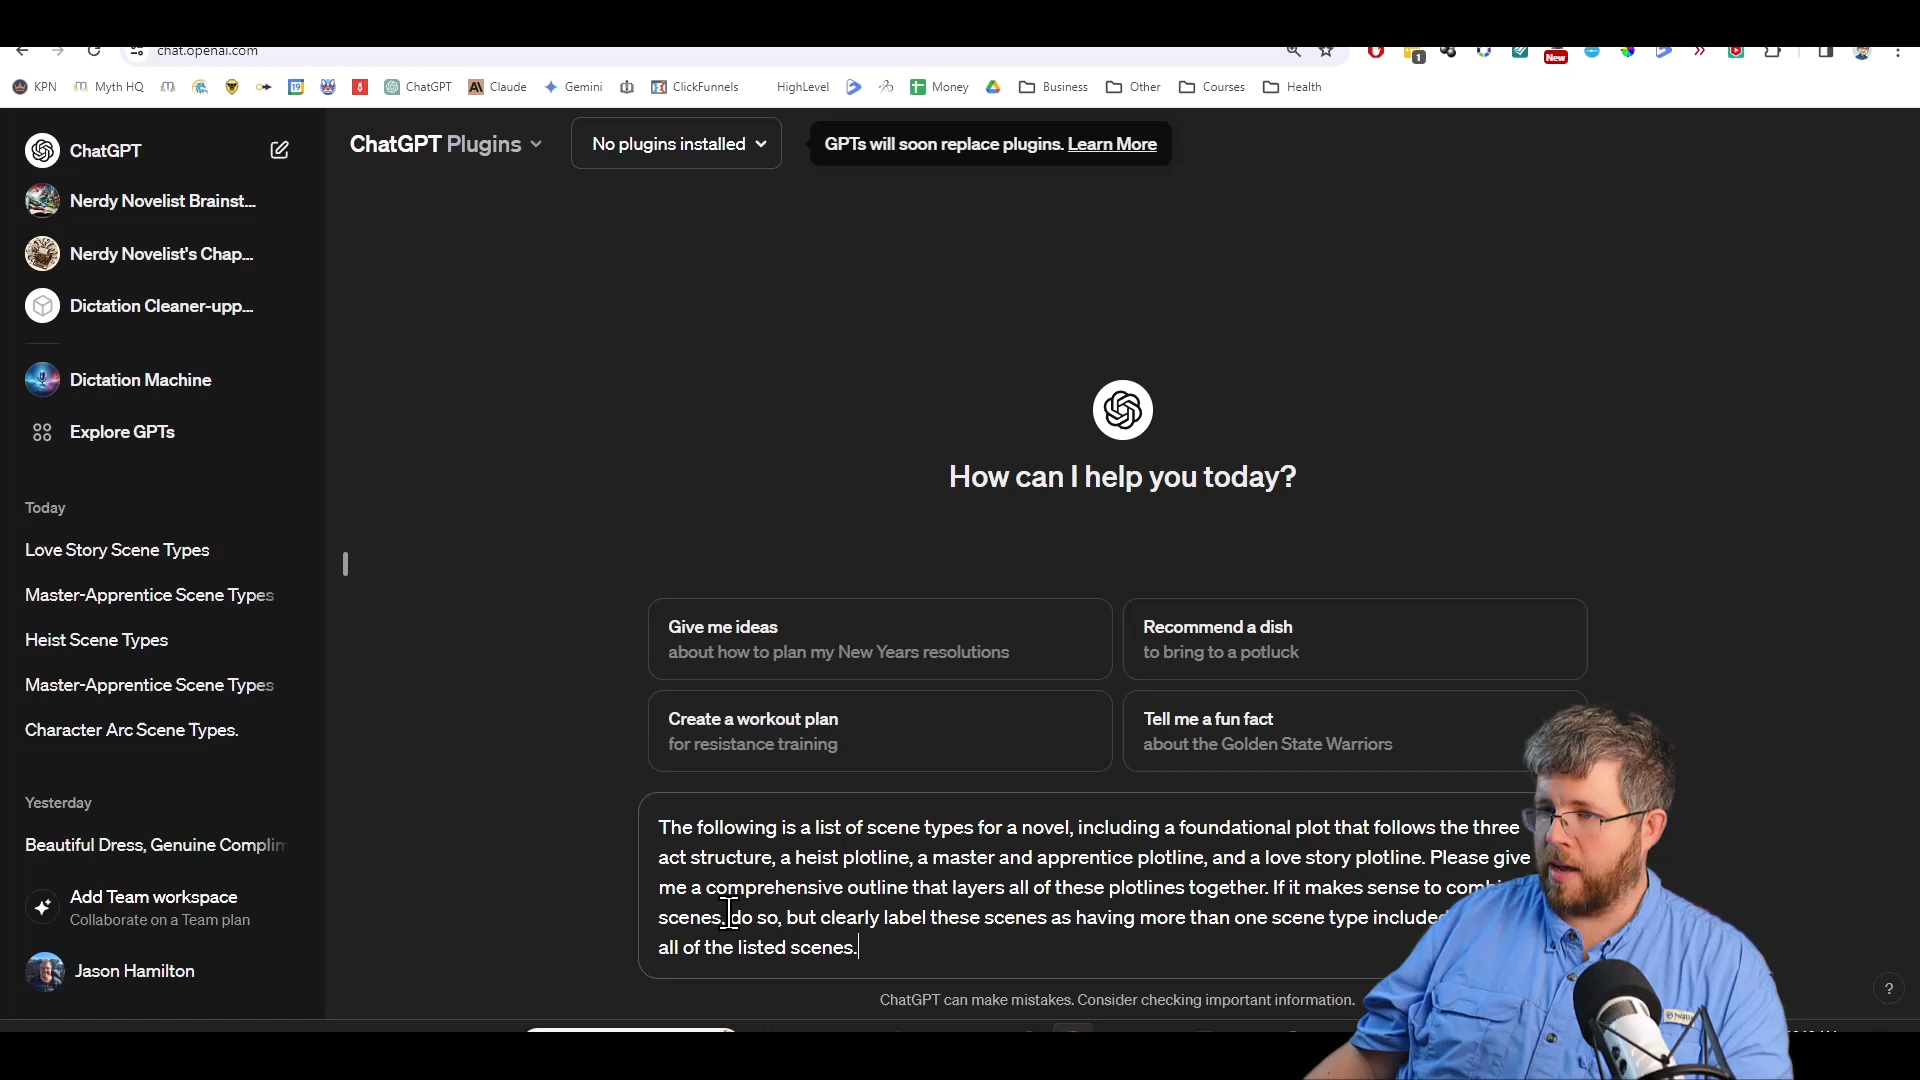 chat.openai.com
1
New
KPN
Myth HQ
19
ChatGPT
Claude
Gemini
ClickFunnels
HighLevel
Money
Business
Other
Courses
Health
ChatGPT
Nerdy Novelist Brainst...
Nerdy Novelist's Chap...
Dictation Cleaner-upp...
Dictation Machine
Explore GPTs
Today
Love Story Scene Types
Master-Apprentice Scene Types
Heist Scene Types
Master-Apprentice Scene Types
Character Arc Scene Types.
Yesterday
Beautiful Dress, Genuine Complim
Add Team workspace
Collaborate on a Team plan
Jason Hamilton
ChatGPT Plugins
No plugins installed
GPTs will soon replace plugins. Learn More
How can I help you today?
Give me ideas
about how to plan my New Years resolutions
Recommend a dish
to bring to a potluck
Create a workout plan
for resistance training
Tell me a fun fact
about the Golden State Warriors
The following is a list of scene types for a novel, including a foundational plot that follows the three
act structure, a heist plotline, a master and apprentice plotline, and a love story plotline. Please give
me a comprehensive outline that layers all of these plotlines together. If it makes sense to
scenes, do so, but clearly label these scenes as having more than one scene type
all of the listed scenes.
ChatGPT can make mistakes. Consider checking important information.
?